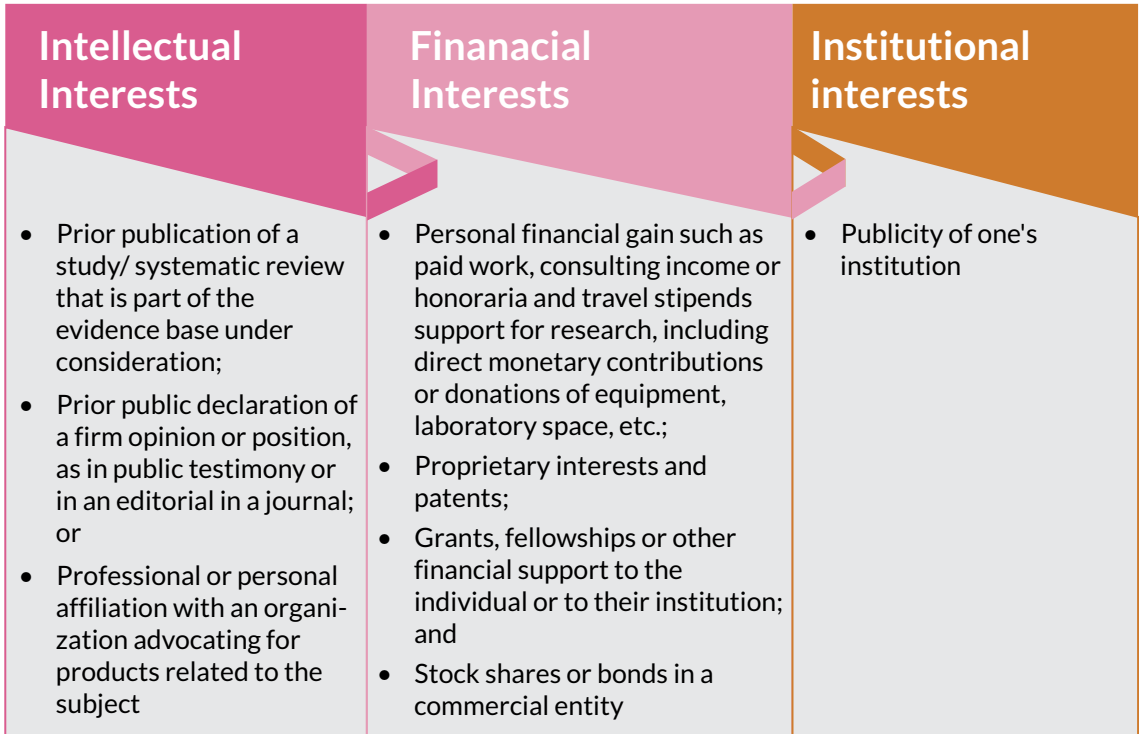 Intellectual
Interests
• Prior publication of a
study/ systematic review
that is part of the
evidence base under
consideration;
• Prior public declaration of
a firm opinion or position,
as in public testimony or
in an editorial in a journal;
or
• Professional or personal
affiliation with an organi-
zation advocating for
products related to the
subject
Finanacial
Interests
• Personal financial gain such as
paid work, consulting income or
honoraria and travel stipends
support for research, including
direct monetary contributions
or donations of equipment,
laboratory space, etc.;
• Proprietary interests and
patents;
• Grants, fellowships or other
financial support to the
individual or to their institution;
and
• Stock shares or bonds in a
commercial entity
Institutional
interests
• Publicity of one's
institution